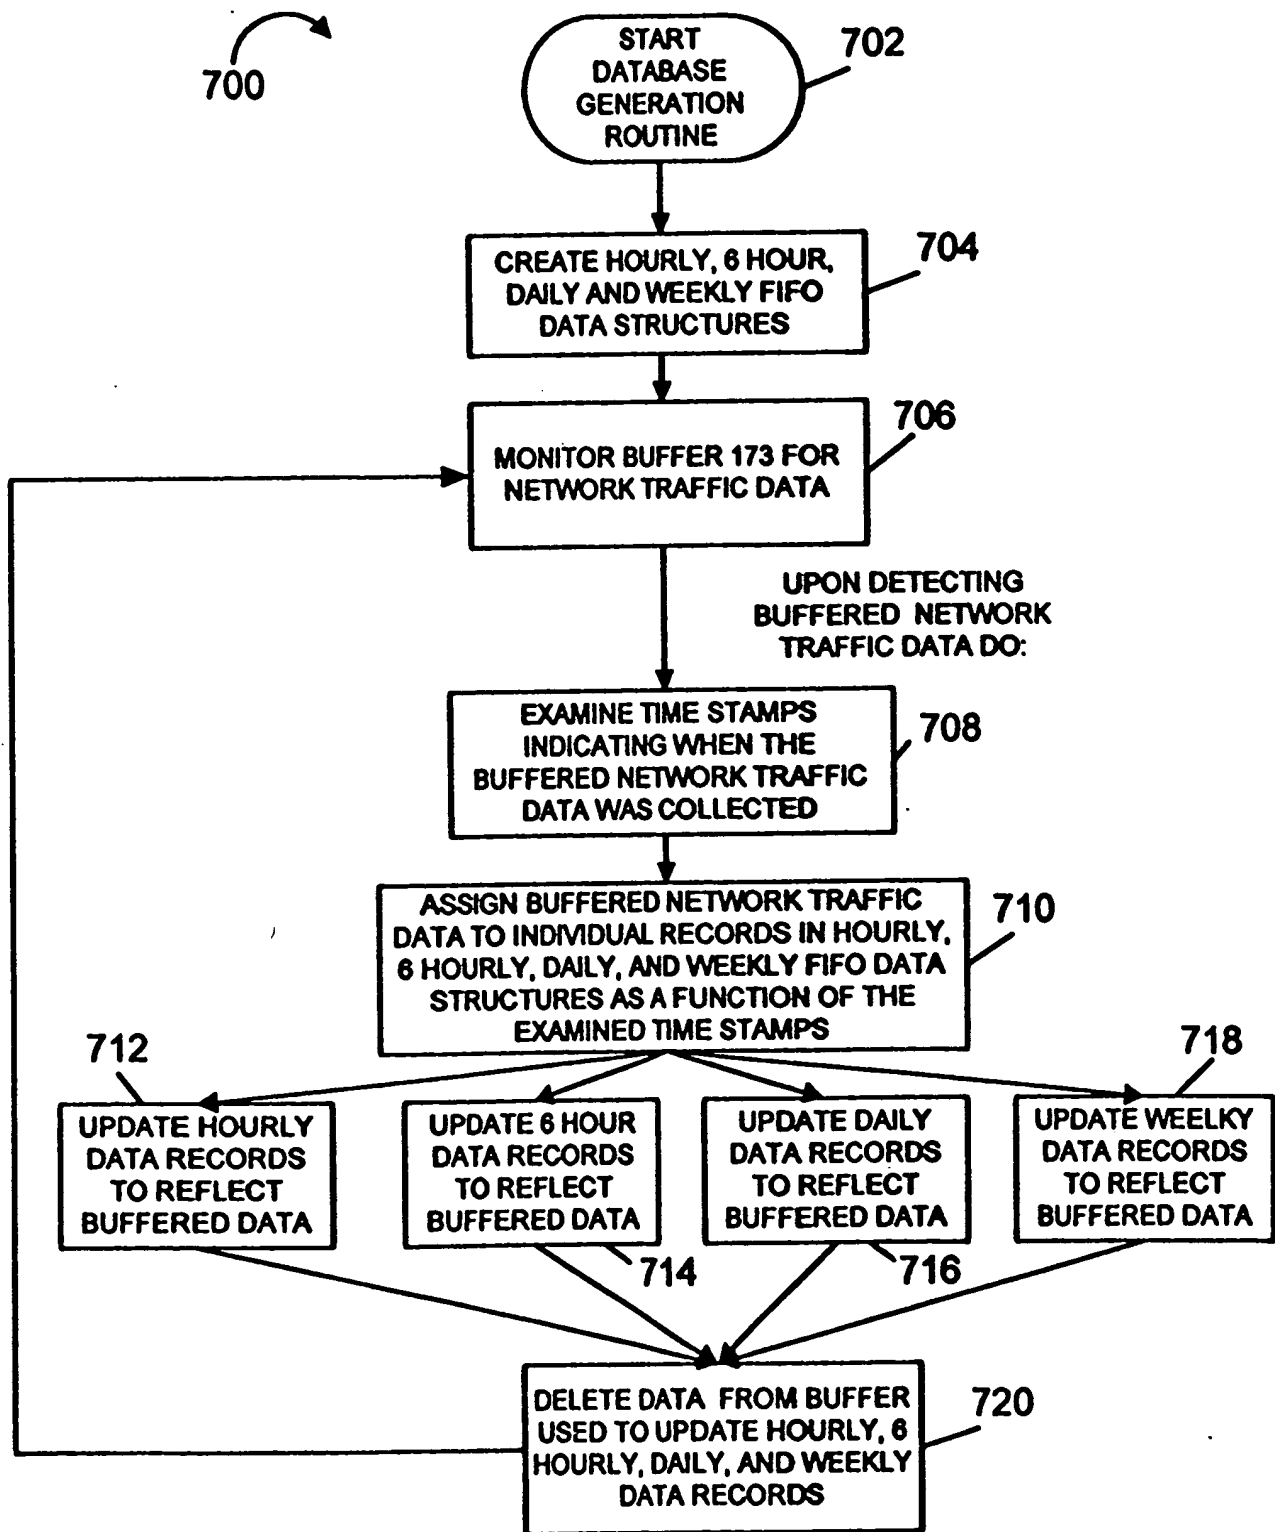 700
START
DATABASE
GENERATION
ROUTINE
702
CREATE HOURLY, 6 HOUR,
DAILY AND WEEKLY FIFO
DATA STRUCTURES
704
MONITOR BUFFER 173 FOR
NETWORK TRAFFIC DATA
706
UPON DETECTING
BUFFERED NETWORK
TRAFFIC DATA DO:
EXAMINE TIME STAMPS
INDICATING WHEN THE
BUFFERED NETWORK TRAFFIC
DATA WAS COLLECTED
708
ASSIGN BUFFERED NETWORK TRAFFIC
DATA TO INDIVIDUAL RECORDS IN HOURLY,
6 HOURLY, DAILY, AND WEEKLY FIFO DATA
STRUCTURES AS A FUNCTION OF THE
EXAMINED TIME STAMPS
710
712
UPDATE HOURLY
DATA RECORDS
TO REFLECT
BUFFERED DATA
UPDATE 6 HOUR
DATA RECORDS
TO REFLECT
BUFFERED DATA
714
UPDATE DAILY
DATA RECORDS
TO REFLECT
BUFFERED DATA
716
718
UPDATE WEELKY
DATA RECORDS
TO REFLECT
BUFFERED DATA
DELETE DATA FROM BUFFER
USED TO UPDATE HOURLY, 6
HOURLY, DAILY, AND WEEKLY
DATA RECORDS
720